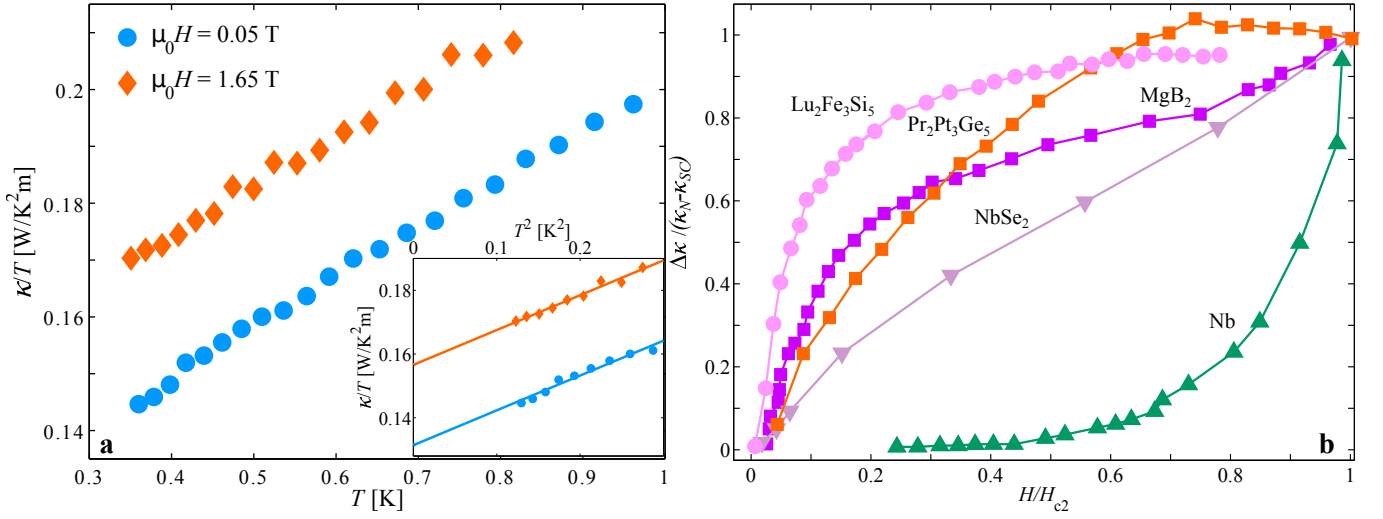 μ₀H = 0.05 T
μ₀H = 1.65 T
κ/T [W/K²m]
0.2
0.18
0.16
0.14
0.3
0.4
0.5
0.6
0.7
0.8
0.9
1
T [K]
a
0
0.1
0.2
T² [K²]
κ/T [W/K²m]
0.18
0.16
0.14
Δκ /(κN-κSC)
1
0.8
0.6
0.4
0.2
0
Lu₂Fe₃Si₅
Pr₂Pt₃Ge₅
MgB₂
NbSe₂
Nb
b
0
0.2
0.4
0.6
0.8
1
H/Hc2